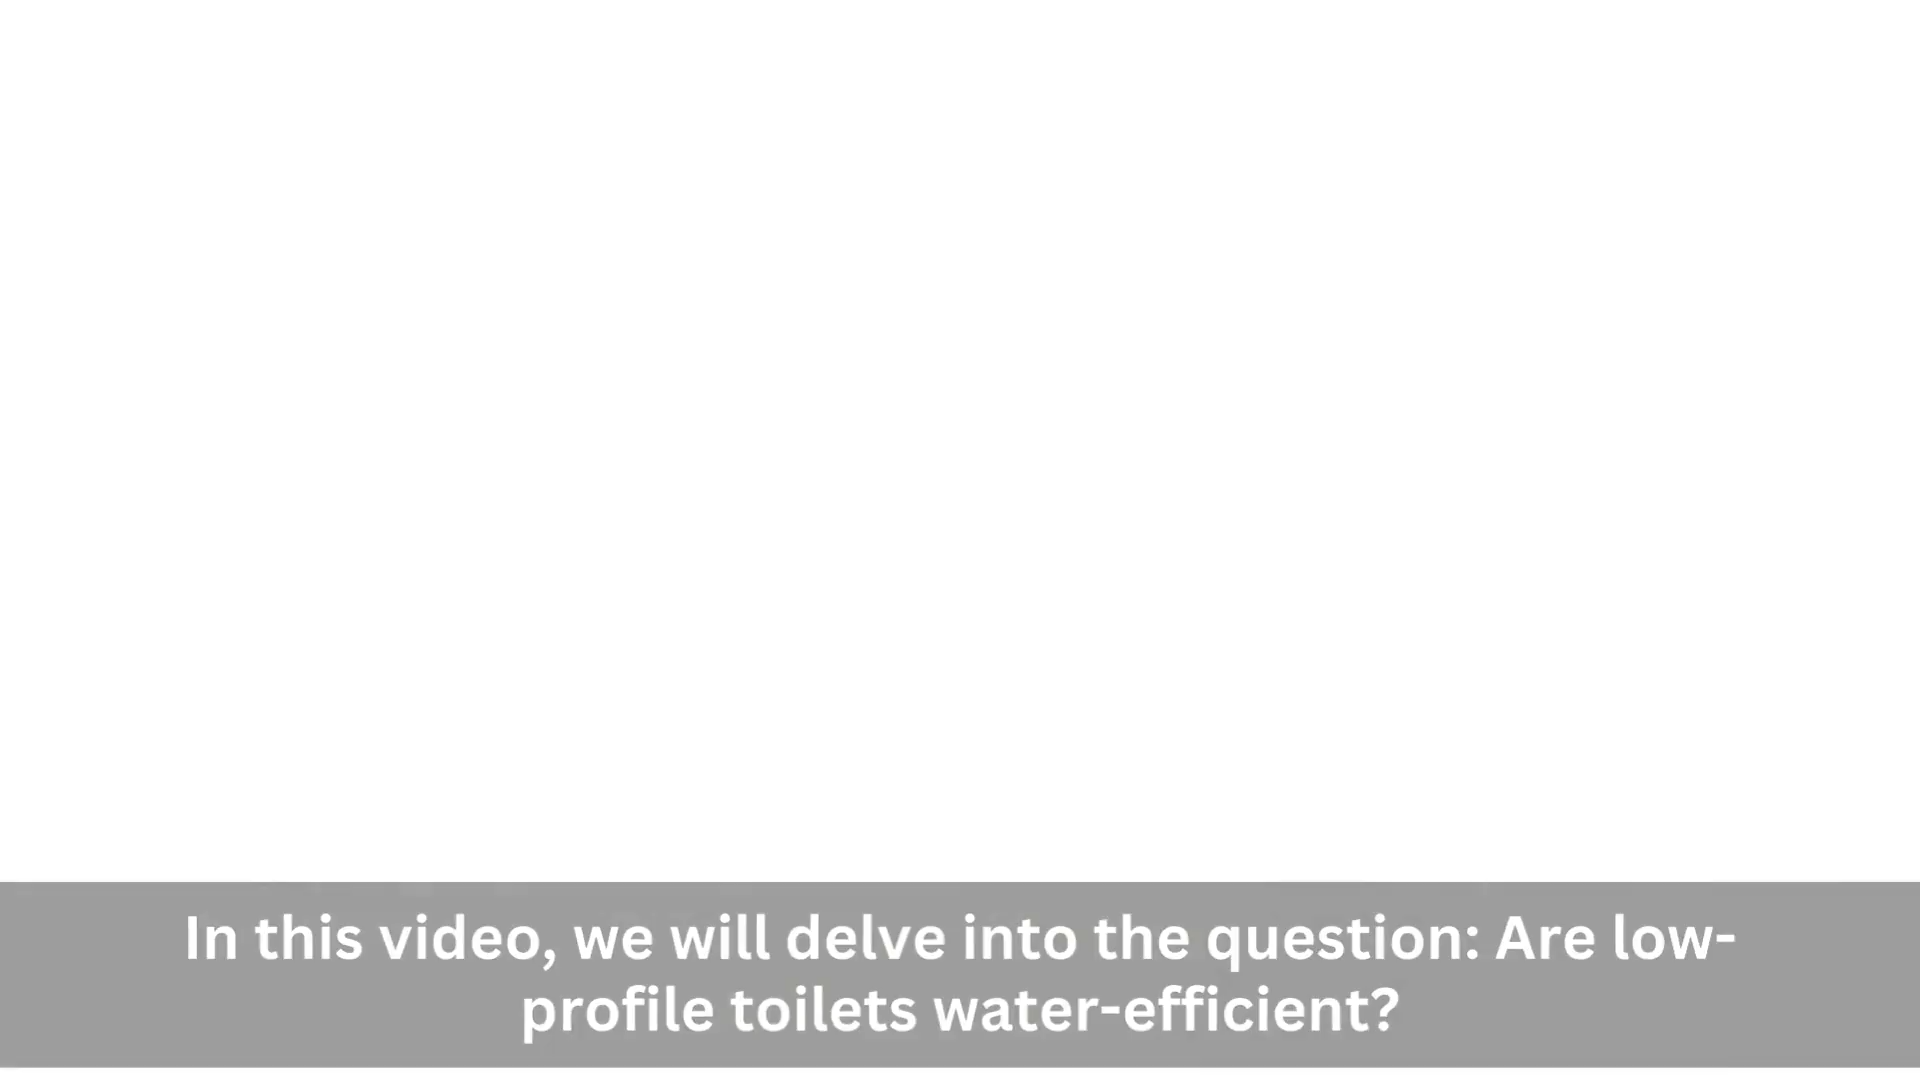 In this video, we will delve into the question: Are low-
profile toilets water-efficient?